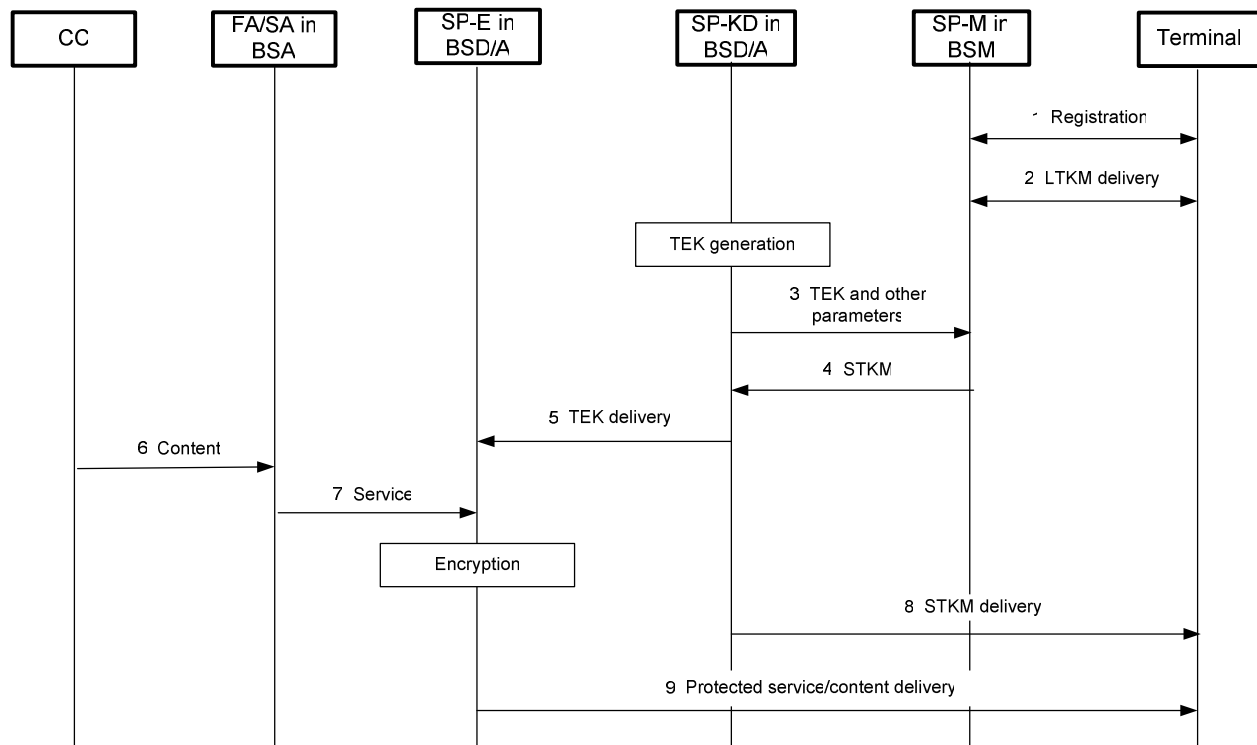 CC
FA/SA in
BSA
SP-E in
BSD/A
SP-KD in
BSD/A
SP-M in
BSM
Terminal
1 Registration
2 LTKM delivery
TEK generation
3 TEK and other
parameters
4 STKM
5 TEK delivery
6 Content
7 Service
Encryption
8 STKM delivery
9 Protected service/content delivery